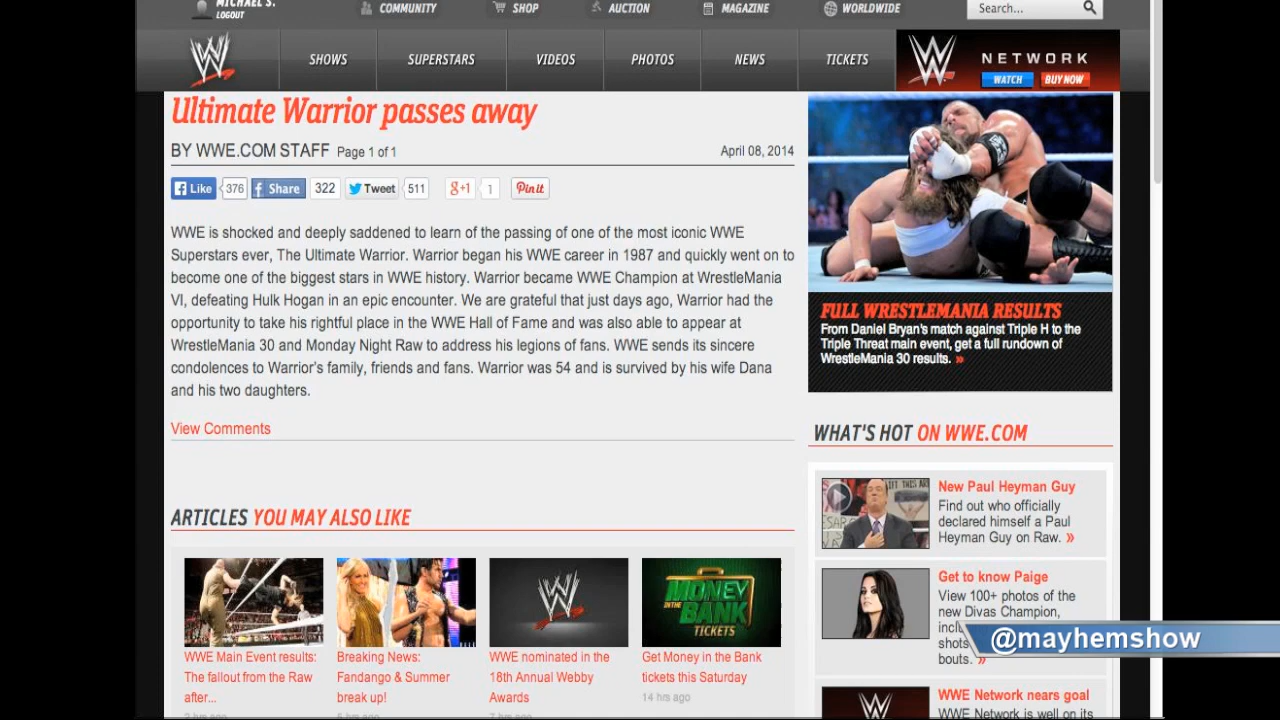 MICHAEL S.
LOGOUT
COMMUNITY
SHOP
AUCTION
MAGAZINE
WORLDWIDE
Search...
W
SHOWS
SUPERSTARS
VIDEOS
PHOTOS
NEWS
TICKETS
W NETWORK
WATCH
BUY NOW
Ultimate Warrior passes away
BY WWE.COM STAFF Page 1 of 1
April 08, 2014
Like 376 Share 322 Tweet 511 g+1 1 Pin it
WWE is shocked and deeply saddened to learn of the passing of one of the most iconic WWE
Superstars ever, The Ultimate Warrior. Warrior began his WWE career in 1987 and quickly went on to
become one of the biggest stars in WWE history. Warrior became WWE Champion at WrestleMania
VI, defeating Hulk Hogan in an epic encounter. We are grateful that just days ago, Warrior had the
opportunity to take his rightful place in the WWE Hall of Fame and was also able to appear at
WrestleMania 30 and Monday Night Raw to address his legions of fans. WWE sends its sincere
condolences to Warrior's family, friends and fans. Warrior was 54 and is survived by his wife Dana
and his two daughters.
View Comments
ARTICLES YOU MAY ALSO LIKE
WWE Main Event results:
The fallout from the Raw
after...
Breaking News:
Fandango & Summer
break up!
WWE nominated in the
18th Annual Webby
Awards
MONEY
IN THE
BANK
TICKETS
Get Money in the Bank
tickets this Saturday
14 hrs ago
FULL WRESTLEMANIA RESULTS
From Daniel Bryan's match against Triple H to the
Triple Threat main event, get a full rundown of
WrestleMania 30 results. »
WHAT'S HOT ON WWE.COM
New Paul Heyman Guy
Find out who officially
declared himself a Paul
Heyman Guy on Raw. »
Get to know Paige
View 100+ photos of the
new Divas Champion,
shots
bouts. »
@mayhemshow
WWE Network nears goal
WWE Network is well on its